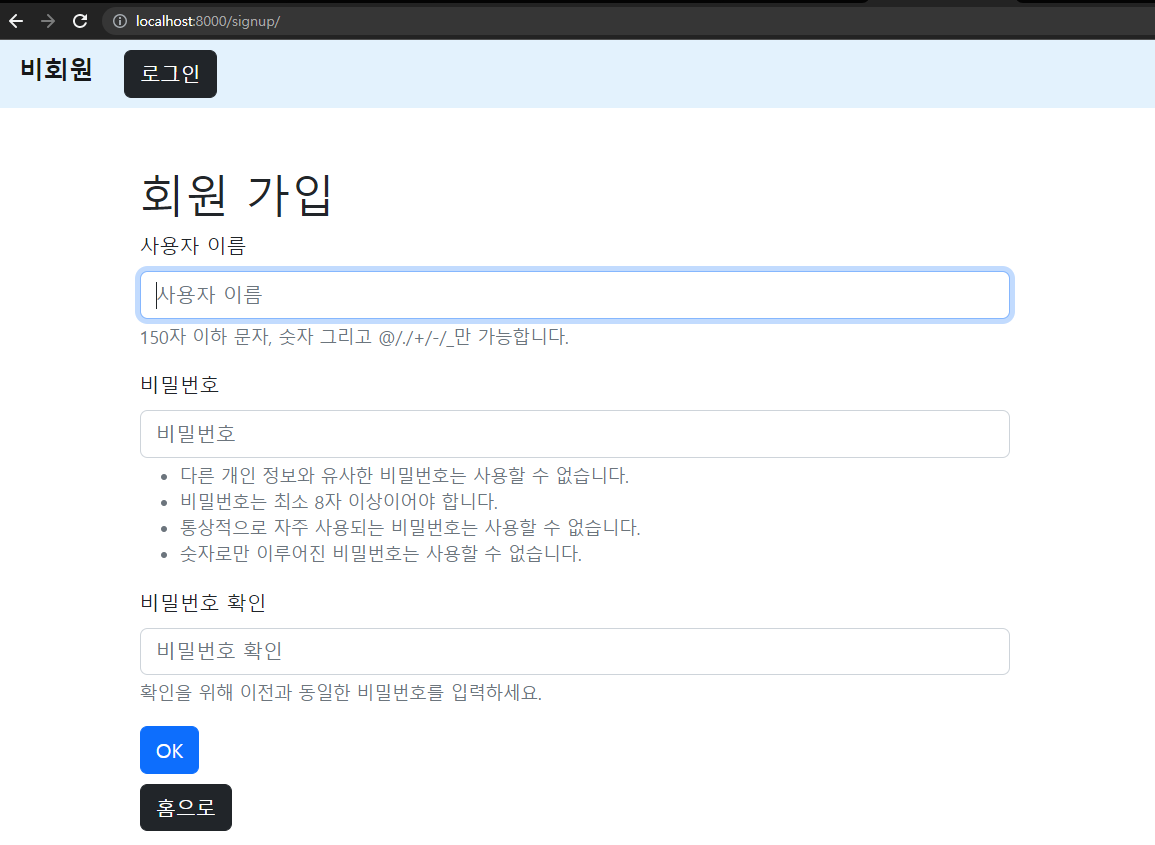 localhost:8000/signup/
비회원 로그인
회원 가입
사용자 이름
사용자 이름
150자 이하 문자, 숫자 그리고 @/./+/-/_만 가능합니다.
비밀번호
비밀번호
다른 개인 정보와 유사한 비밀번호는 사용할 수 없습니다.
비밀번호는 최소 8자 이상이어야 합니다.
통상적으로 자주 사용되는 비밀번호는 사용할 수 없습니다.
숫자로만 이루어진 비밀번호는 사용할 수 없습니다.
비밀번호 확인
비밀번호 확인
확인을 위해 이전과 동일한 비밀번호를 입력하세요.
OK
홈으로